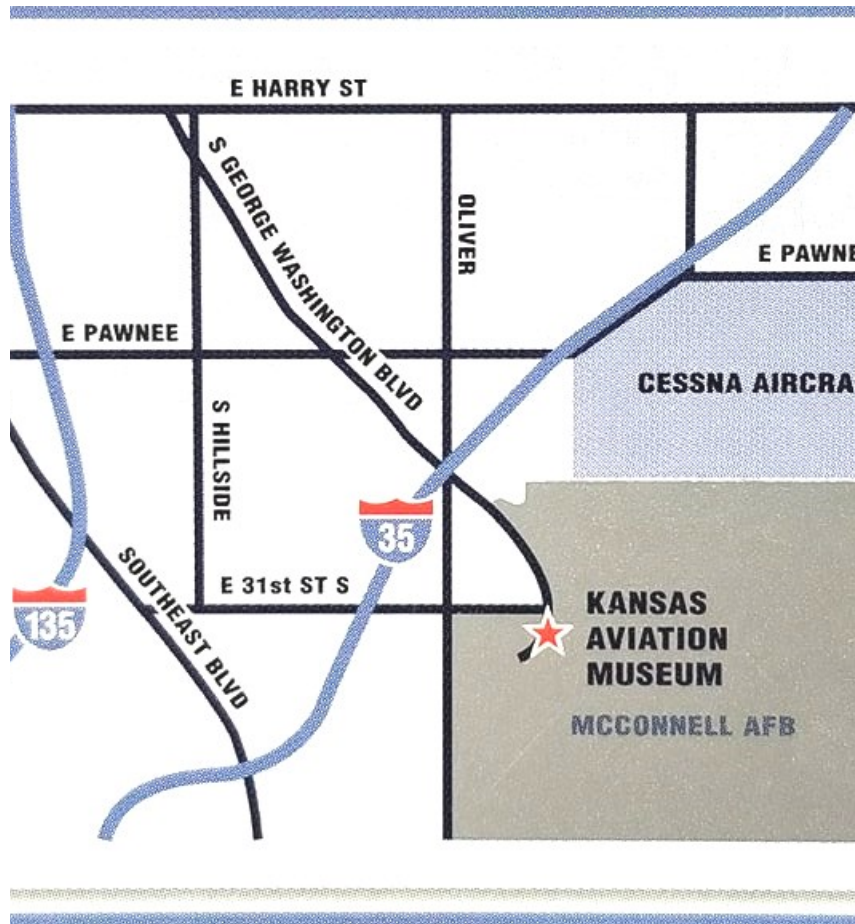 E HARRY ST
S GEORGE WASHINGTON BLVD
OLIVER
E PAWNE
E PAWNEE
CESSNA AIRCRA
S HILLSIDE
35
SOUTHEAST BLVD
E 31st ST S
135
KANSAS
AVIATION
MUSEUM
MCCONNELL AFB